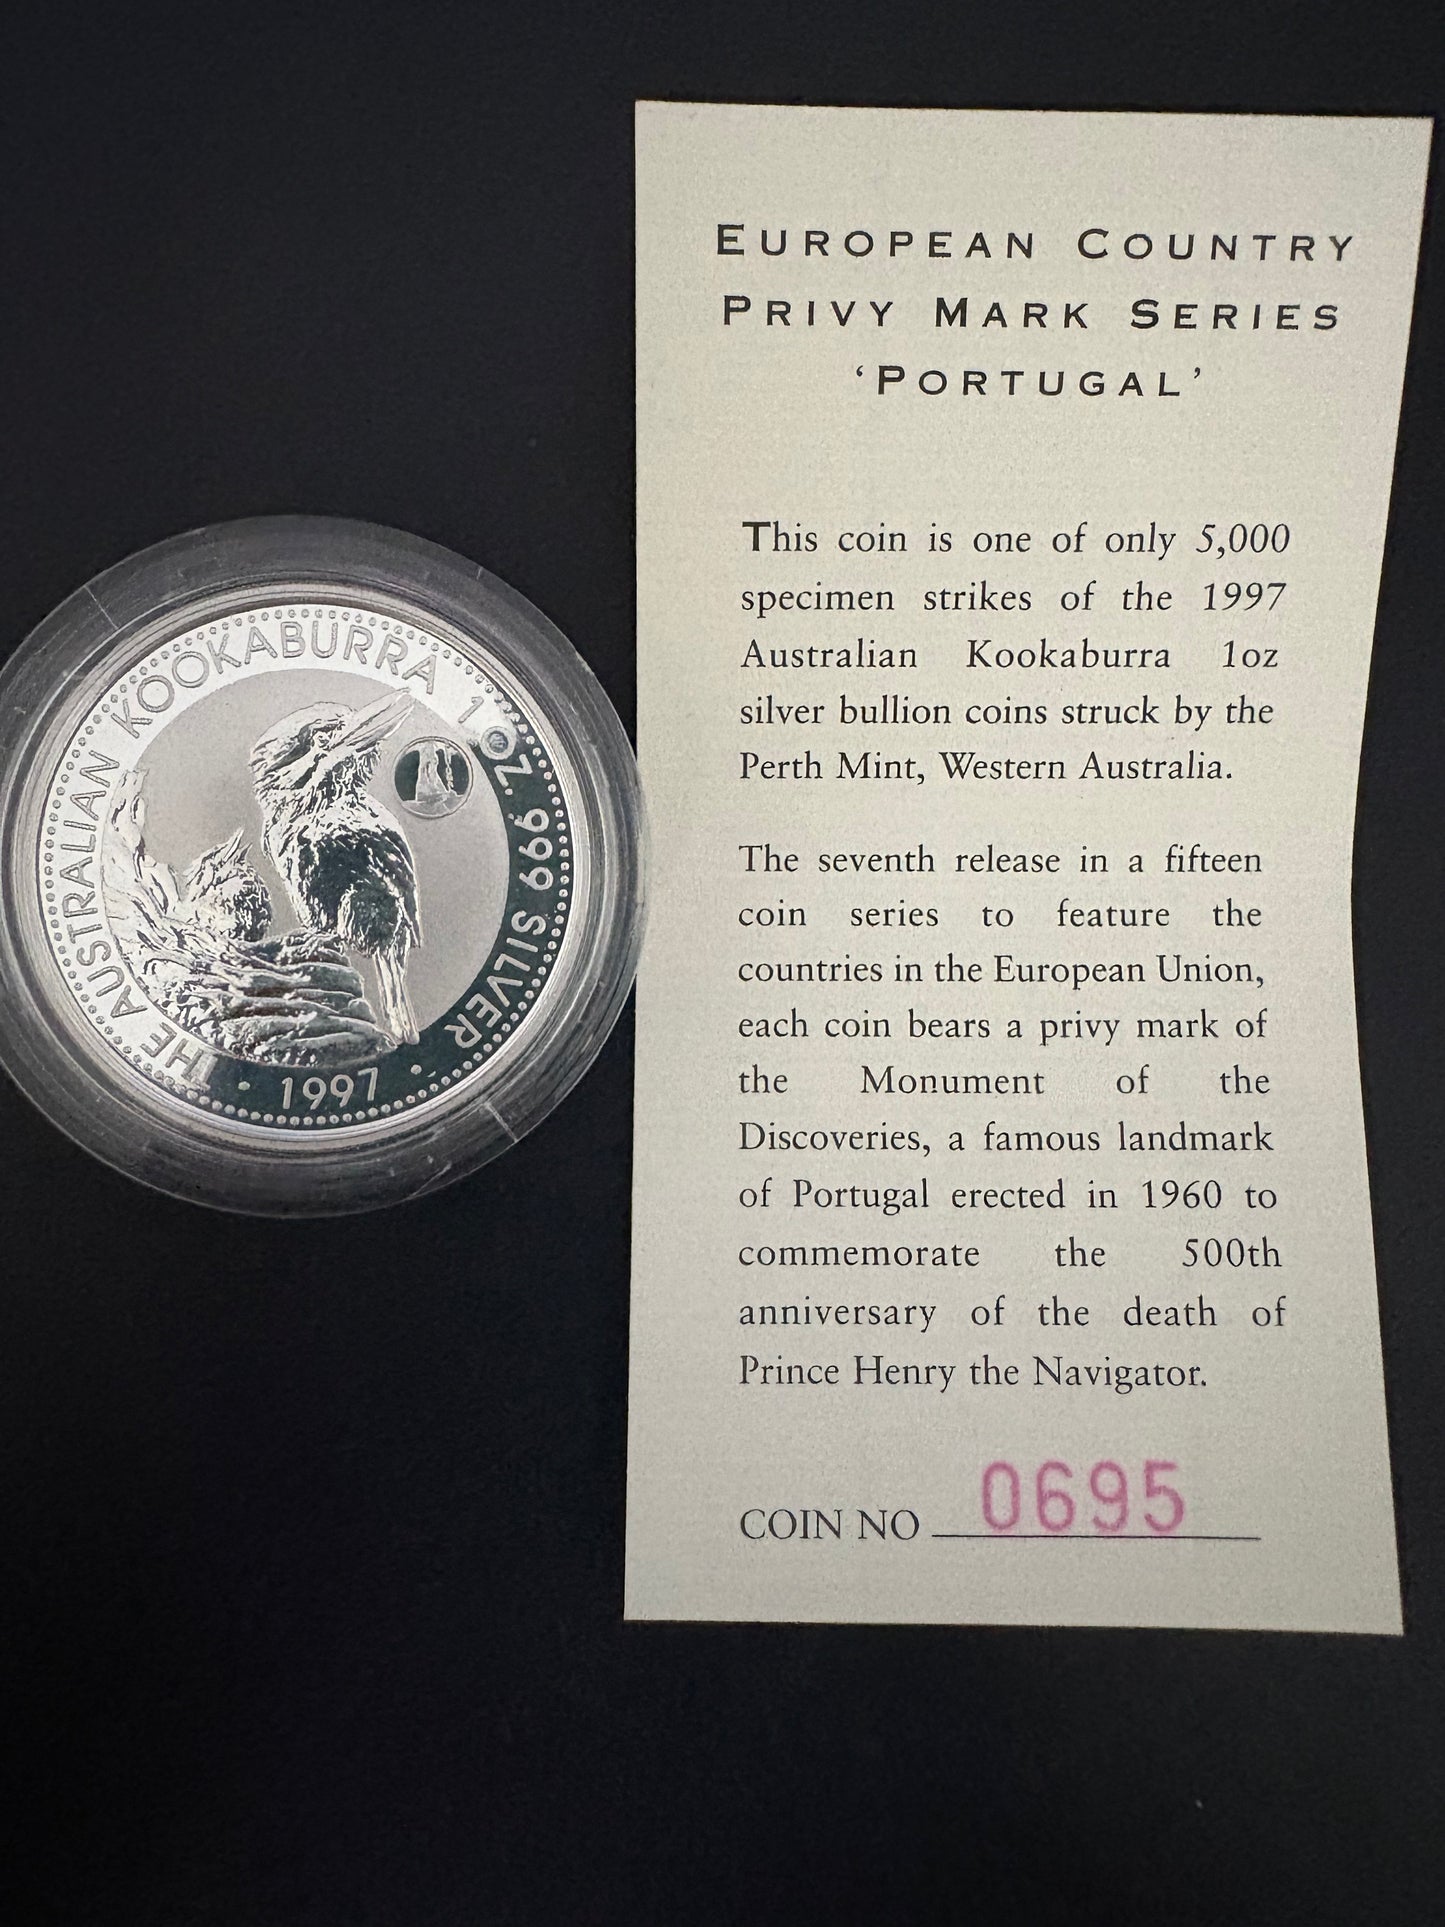 THE AUSTRALIAN KOOKABURRA 1 OZ. 999 SILVER
• 1997 •
EUROPEAN COUNTRY
PRIVY MARK SERIES
‘PORTUGAL’
This coin is one of only 5,000
specimen strikes of the 1997
Australian Kookaburra 1oz
silver bullion coins struck by the
Perth Mint, Western Australia.
The seventh release in a fifteen
coin series to feature the
countries in the European Union,
each coin bears a privy mark of
the Monument of the
Discoveries, a famous landmark
of Portugal erected in 1960 to
commemorate the 500th
anniversary of the death of
Prince Henry the Navigator.
COIN NO 0695